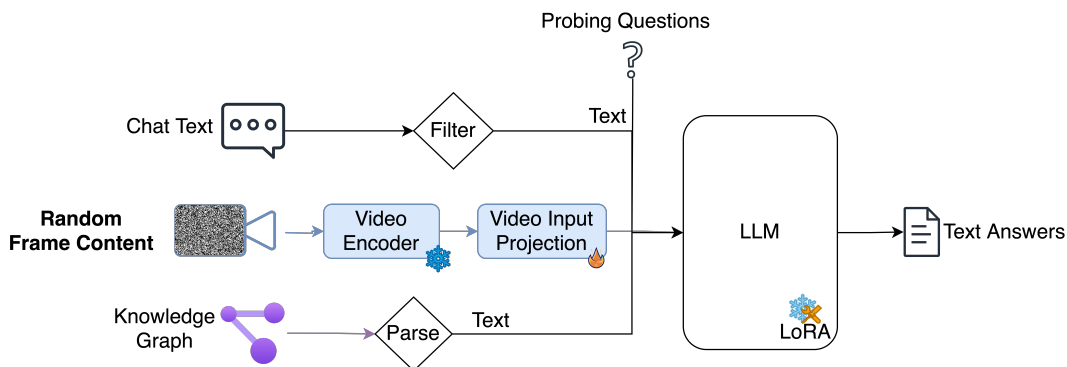 Probing Questions
Chat Text
Filter
Text
Random
Frame Content
Video
Encoder
Video Input
Projection
LLM
Text Answers
Knowledge
Graph
Parse
Text
LoRA